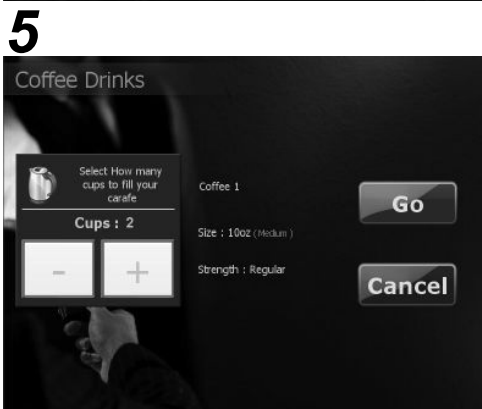 5
Coffee Drinks
Select How many
cups to fill your
carafe
Cups : 2
- +
Coffee 1
Size : 10oz (Medium )
Strength : Regular
Go
Cancel